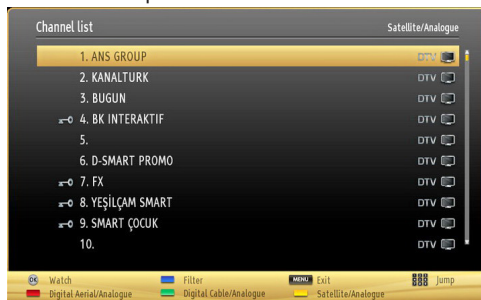 Channel list Satellite/Analogue
1. ANS GROUP DTV
2. KANALTURK DTV
3. BUGUN DTV
4. BK INTERAKTIF DTV
5. DTV
6. D-SMART PROMO DTV
7. FX DTV
8. YEŞİLÇAM SMART DTV
9. SMART ÇOCUK DTV
10. DTV
OK Watch Filter MENU Exit Jump
Digital Aerial/Analogue Digital Cable/Analogue Satellite/Analogue